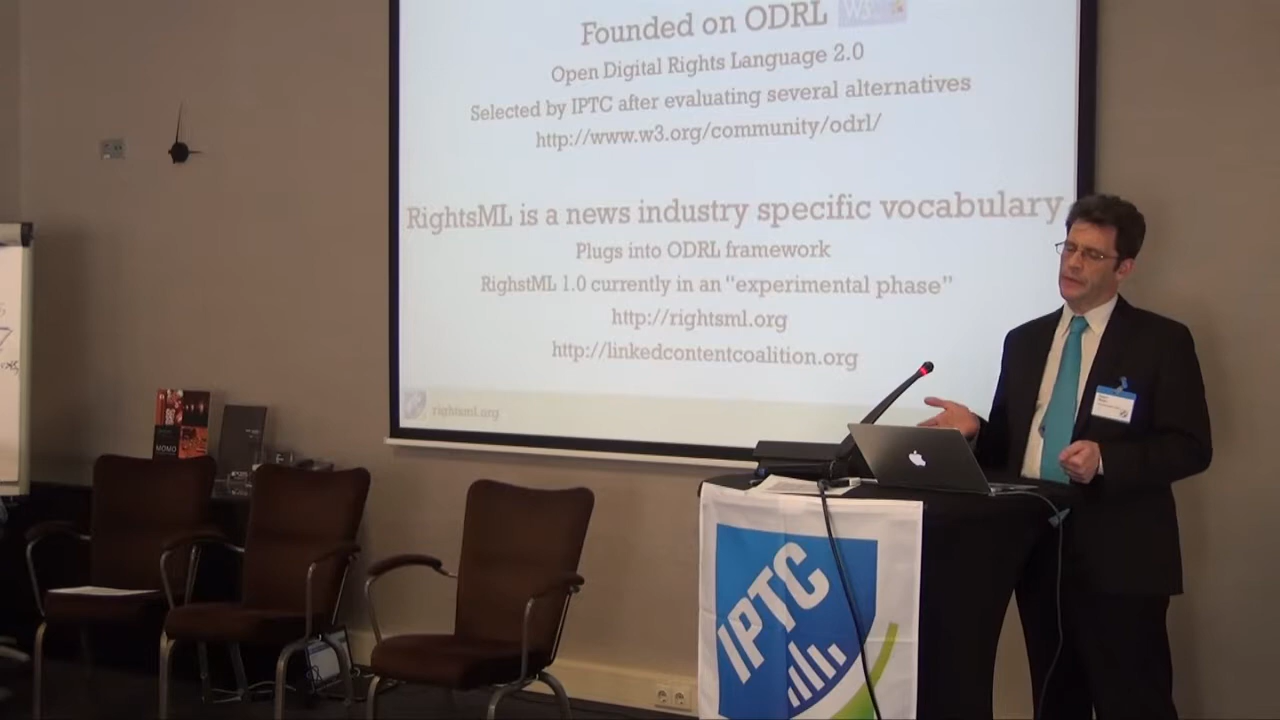 Founded on ODRL
W3
Open Digital Rights Language 2.0
Selected by IPTC after evaluating several alternatives
http://www.w3.org/community/odrl/
RightsML is a news industry specific vocabulary
Plugs into ODRL framework
RighstML 1.0 currently in an “experimental phase”
http://rightsml.org
http://linkedcontentcoalition.org
rightsml.org
MOMO
IPTC